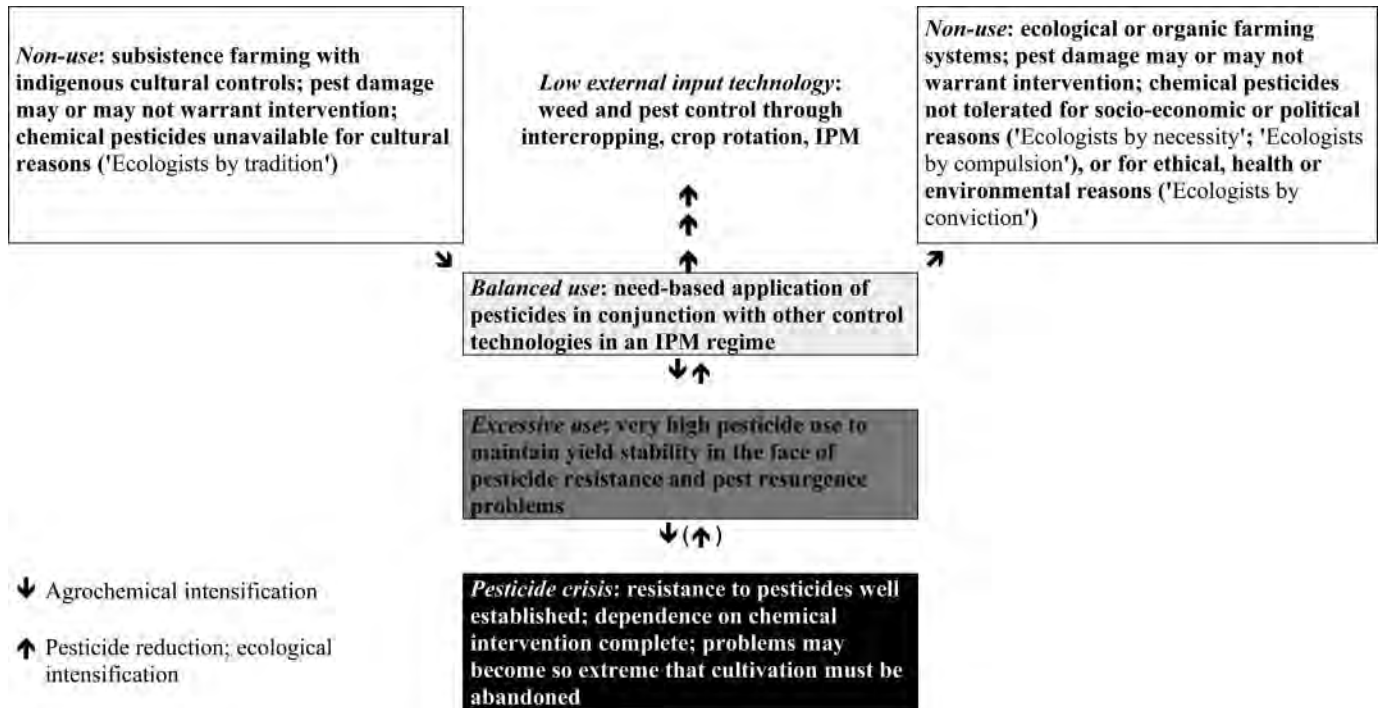 Non-use: subsistence farming with
indigenous cultural controls; pest damage
may or may not warrant intervention;
chemical pesticides unavailable for cultural
reasons ('Ecologists by tradition')
Low external input technology:
weed and pest control through
intercropping, crop rotation, IPM
Non-use: ecological or organic farming
systems; pest damage may or may not
warrant intervention; chemical pesticides
not tolerated for socio-economic or political
reasons ('Ecologists by necessity'; 'Ecologists
by compulsion'), or for ethical, health or
environmental reasons ('Ecologists by
conviction')
Balanced use: need-based application of
pesticides in conjunction with other control
technologies in an IPM regime
Excessive use: very high pesticide use to
maintain yield stability in the face of
pesticide resistance and pest resurgence
problems
Pesticide crisis: resistance to pesticides well
established; dependence on chemical
intervention complete; problems may
become so extreme that cultivation must be
abandoned
Agrochemical intensification
Pesticide reduction; ecological
intensification